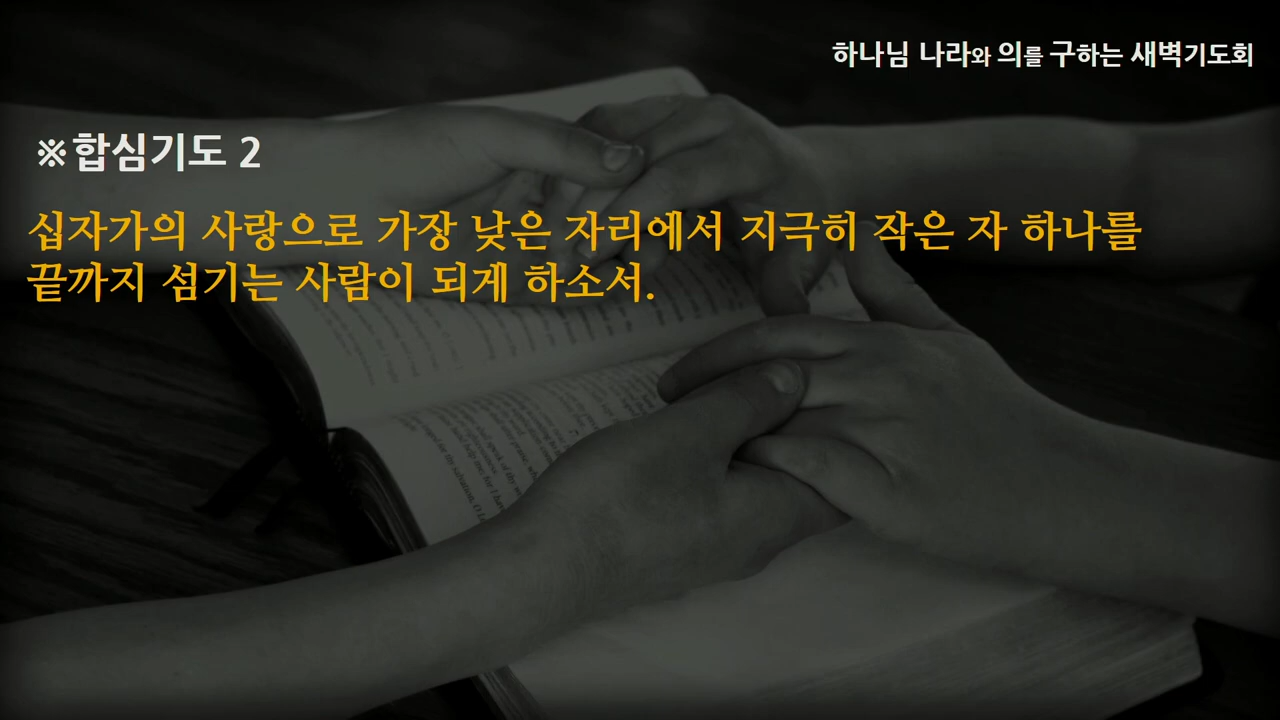 하나님 나라와 의를 구하는 새벽기도회
※합심기도 2
십자가의 사랑으로 가장 낮은 자리에서 지극히 작은 자 하나를
끝까지 섬기는 사람이 되게 하소서.